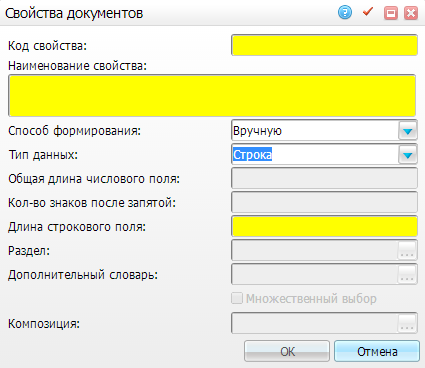 Свойства документов
Код свойства:
Наименование свойства:
Способ формирования: Вручную
Тип данных: Строка
Общая длина числового поля:
Кол-во знаков после запятой:
Длина строкового поля:
Раздел: ...
Дополнительный словарь: ...
Множественный выбор
Композиция: ...
ОК Отмена